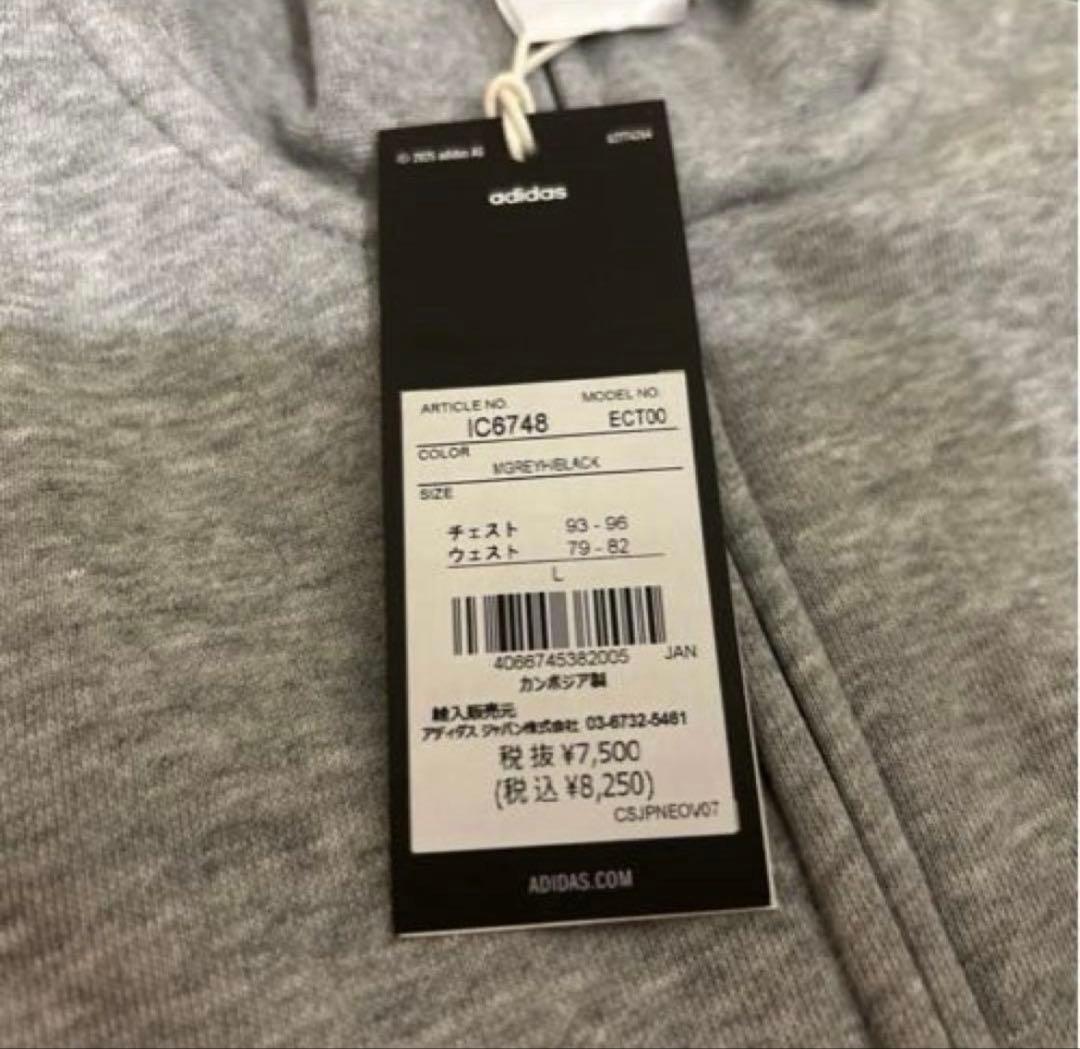 adidas
ARTICLE NO. MODEL NO.
IC6748 ECT00
COLOR
MGREYH/BLACK
SIZE
チェスト 93 - 96
ウェスト 79 - 82
L
4066745382005 JAN
カンボジア製
輸入販売元
アディダス ジャパン株式会社 03-6732-5461
税抜 ¥7,500
(税込 ¥8,250)
CSJPNEOV07
ADIDAS.COM